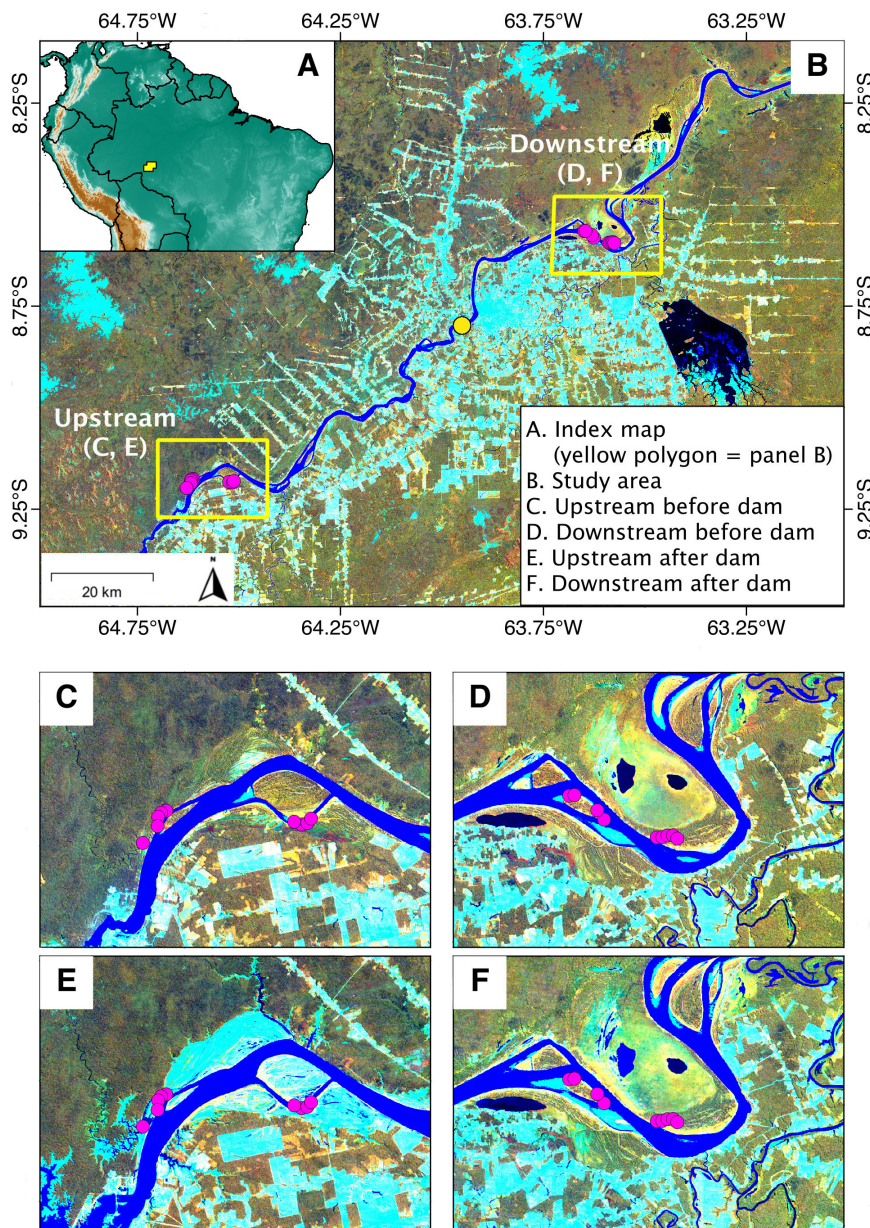 64.75°W
64.25°W
63.75°W
63.25°W
A
B
8.25°S
8.25°S
Downstream
(D, F)
8.75°S
8.75°S
Upstream
(C, E)
A. Index map
(yellow polygon = panel B)
B. Study area
C. Upstream before dam
D. Downstream before dam
E. Upstream after dam
F. Downstream after dam
9.25°S
9.25°S
20 km
N
64.75°W
64.25°W
63.75°W
63.25°W
C
D
E
F